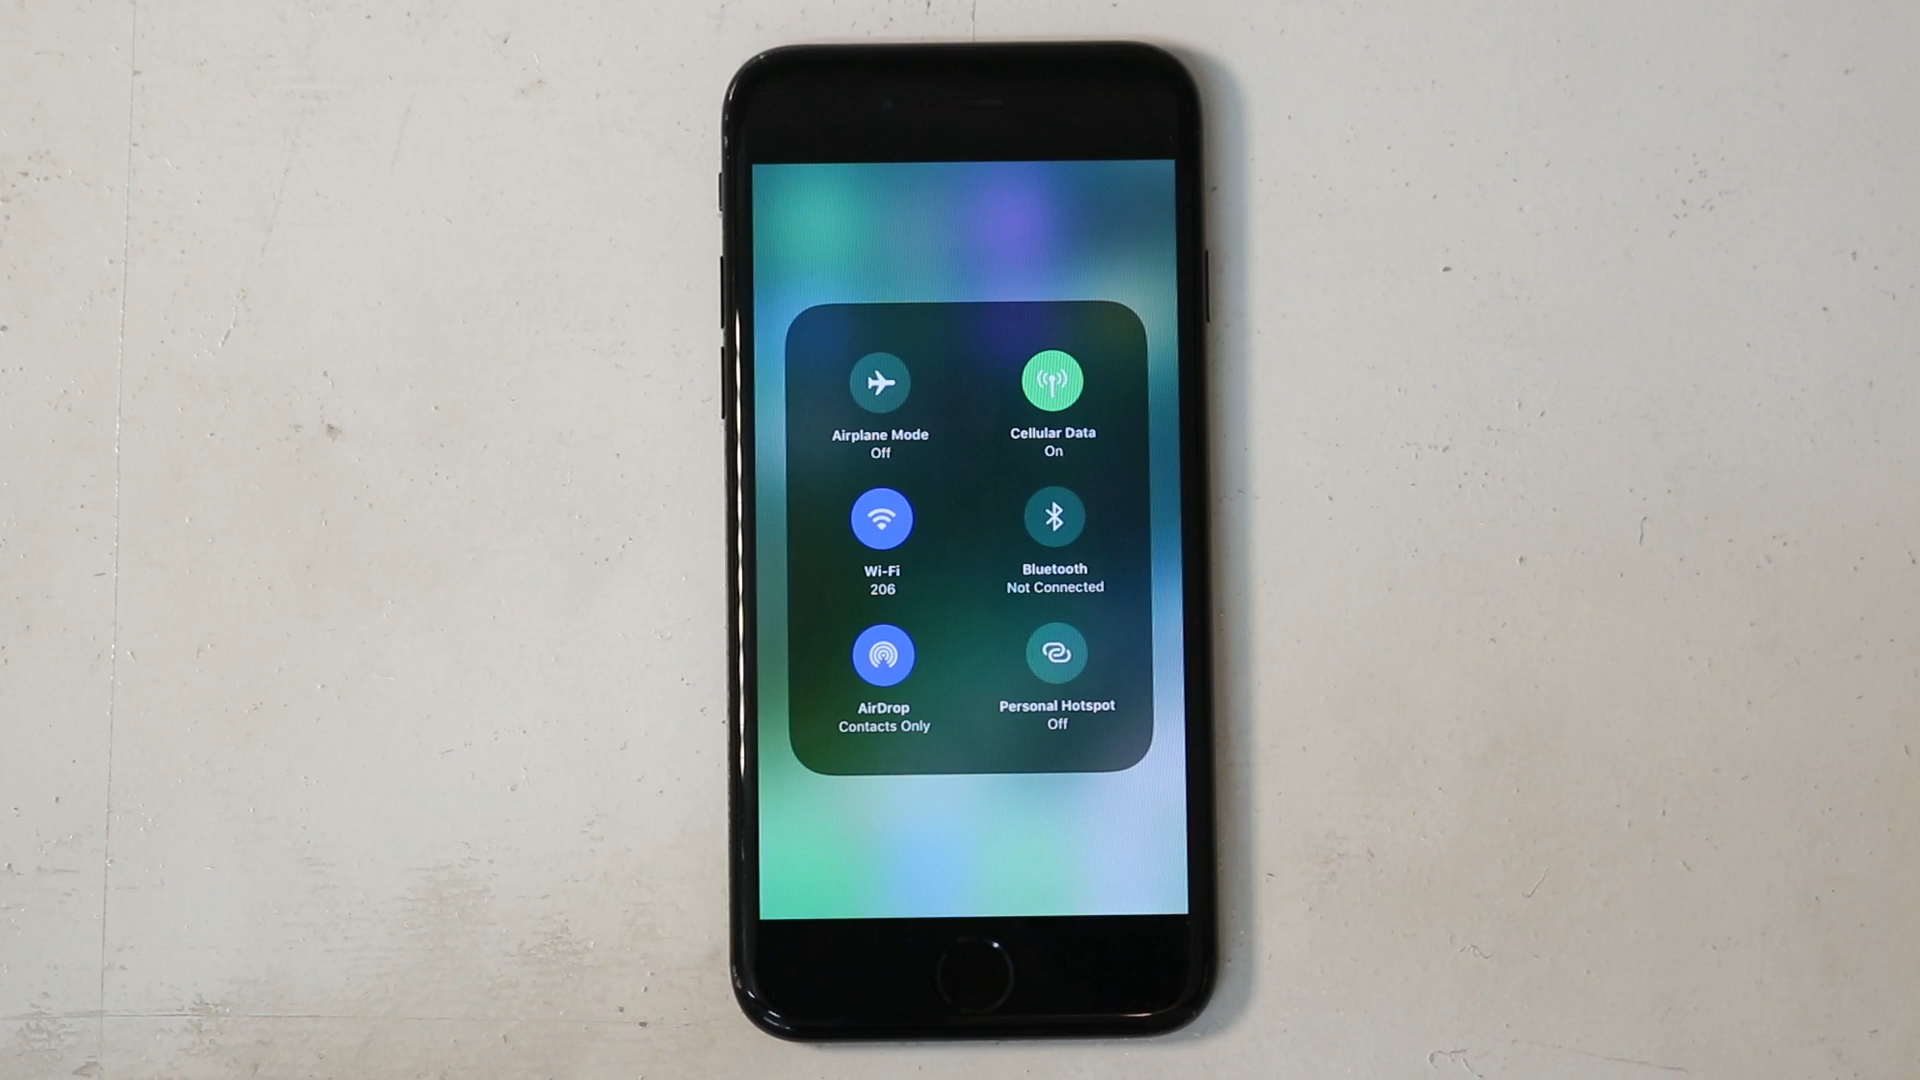 Airplane Mode
Off
Cellular Data
On
Wi-Fi
206
Bluetooth
Not Connected
AirDrop
Contacts Only
Personal Hotspot
Off